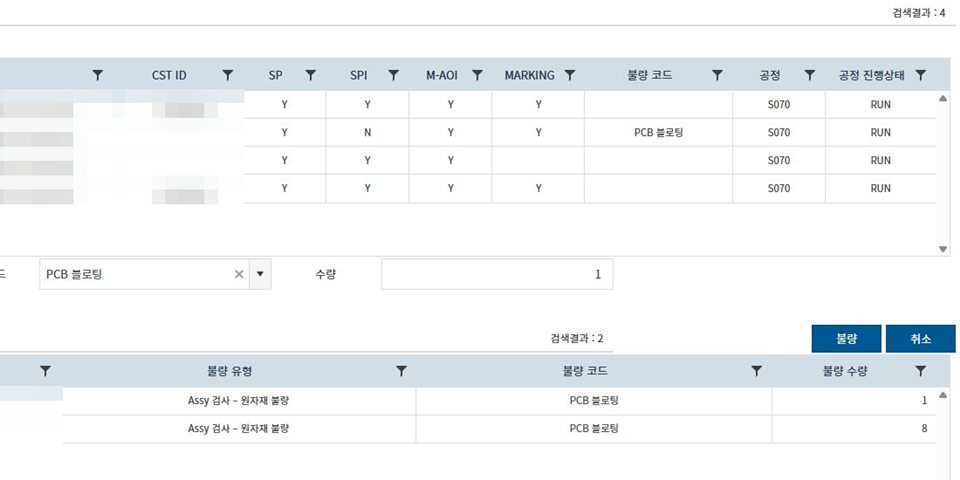 검색결과 : 4
CST ID SP SPI M-AOI MARKING 불량 코드 공정 공정 진행상태
Y Y Y Y S070 RUN
Y N Y Y PCB 블로팅 S070 RUN
Y Y Y S070 RUN
Y Y Y Y S070 RUN
드 PCB 블로팅 수량 1
검색결과 : 2 불량 취소
불량 유형 불량 코드 불량 수량
Assy 검사 – 원자재 불량 PCB 블로팅 1
Assy 검사 – 원자재 불량 PCB 블로팅 8